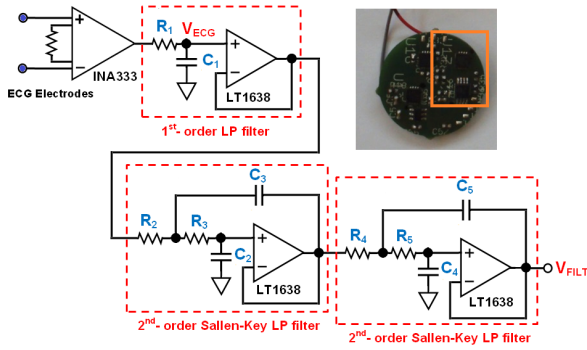 R1
VECG
C1
INA333
LT1638
ECG Electrodes
1st- order LP filter
C3
R2
R3
C2
LT1638
2nd- order Sallen-Key LP filter
C5
R4
R5
C4
LT1638
VFILT
2nd- order Sallen-Key LP filter